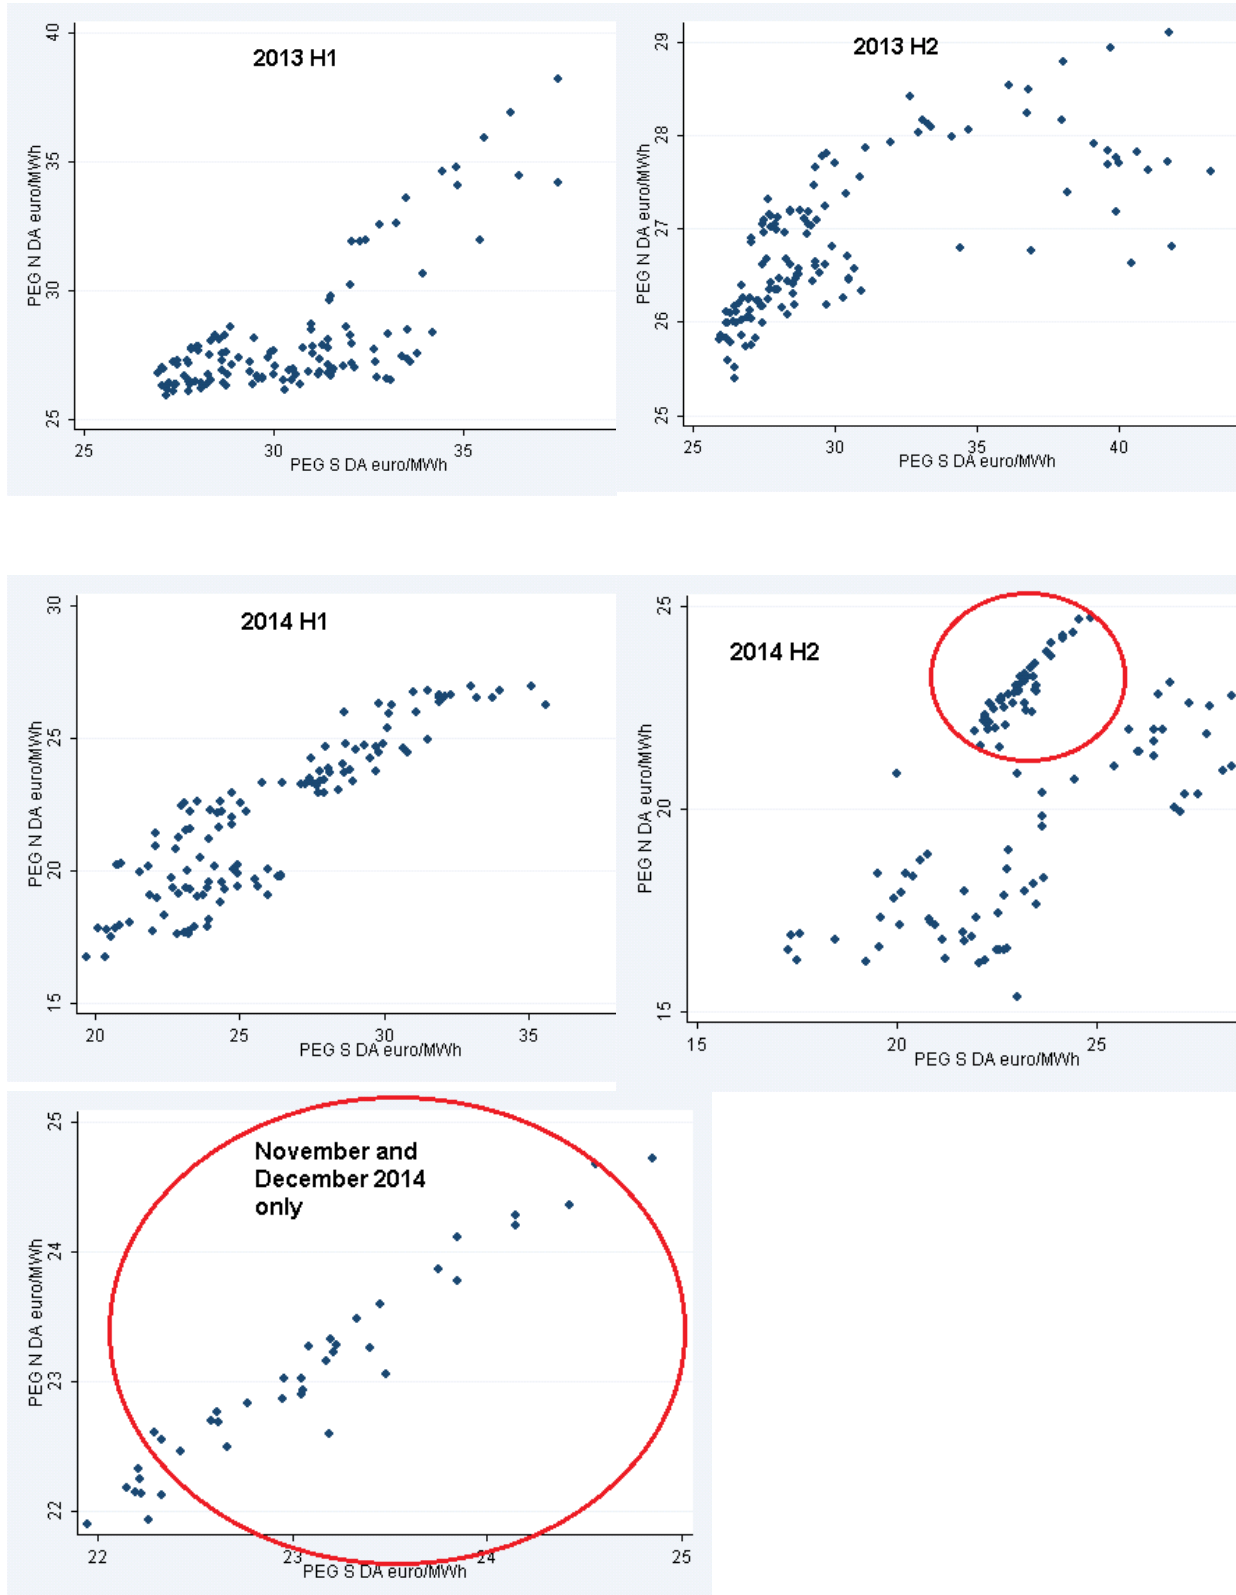 2013 H1
PEG N DA euro/MWh
40
35
30
25
25 30 35
PEG S DA euro/MWh
2013 H2
PEG N DA euro/MWh
29
28
27
26
25
25 30 35 40
PEG S DA euro/MWh
2014 H1
PEG N DA euro/MWh
30
25
20
15
20 25 30 35
PEG S DA euro/MWh
2014 H2
PEG N DA euro/MWh
25
20
15
15 20 25
PEG S DA euro/MWh
November and
December 2014
only
PEG N DA euro/MWh
25
24
23
22
22 23 24 25
PEG S DA euro/MWh